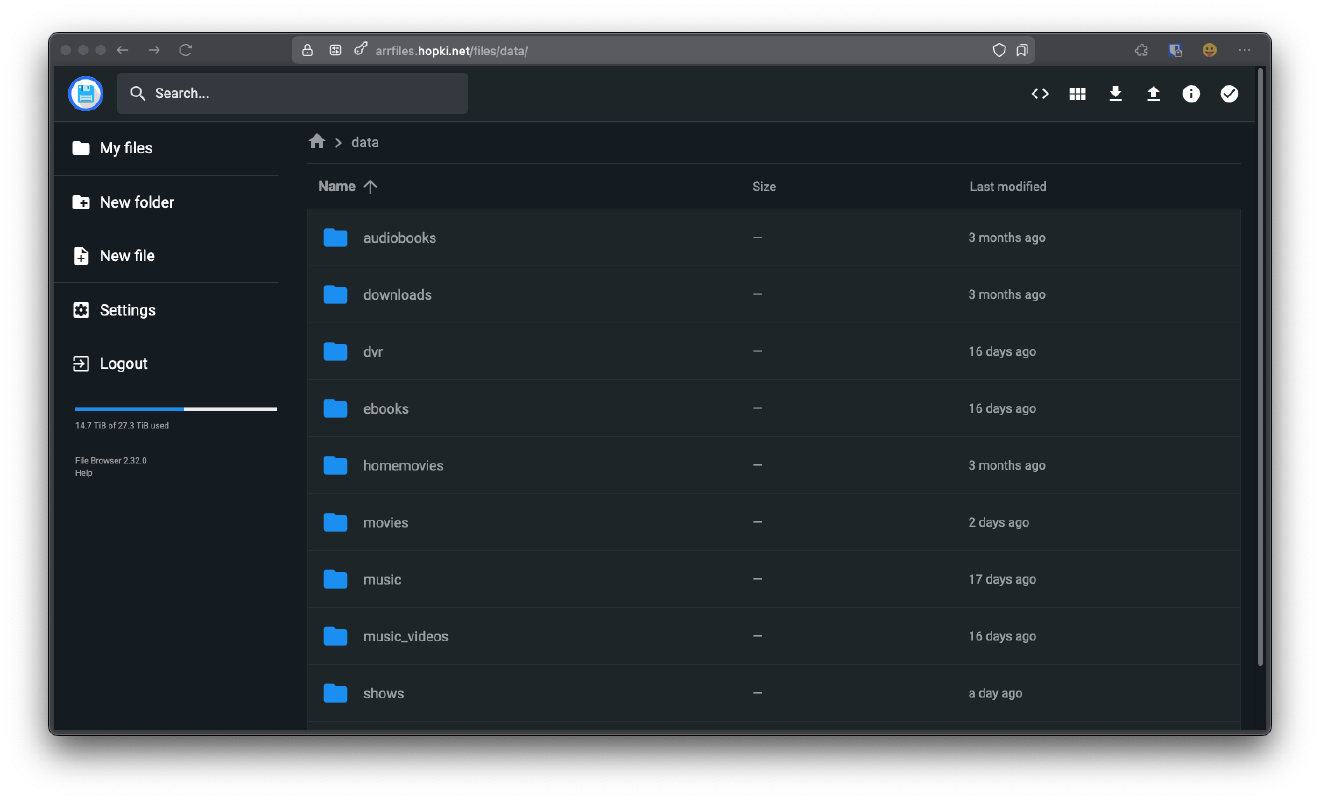 arrfiles.hopki.net/files/data/
Search...
My files
New folder
New file
Settings
Logout
14.7 TiB of 27.3 TiB used
File Browser 2.32.0
Help
data
Name Size Last modified
audiobooks — 3 months ago
downloads — 3 months ago
dvr — 16 days ago
ebooks — 16 days ago
homemovies — 3 months ago
movies — 2 days ago
music — 17 days ago
music_videos — 16 days ago
shows — a day ago